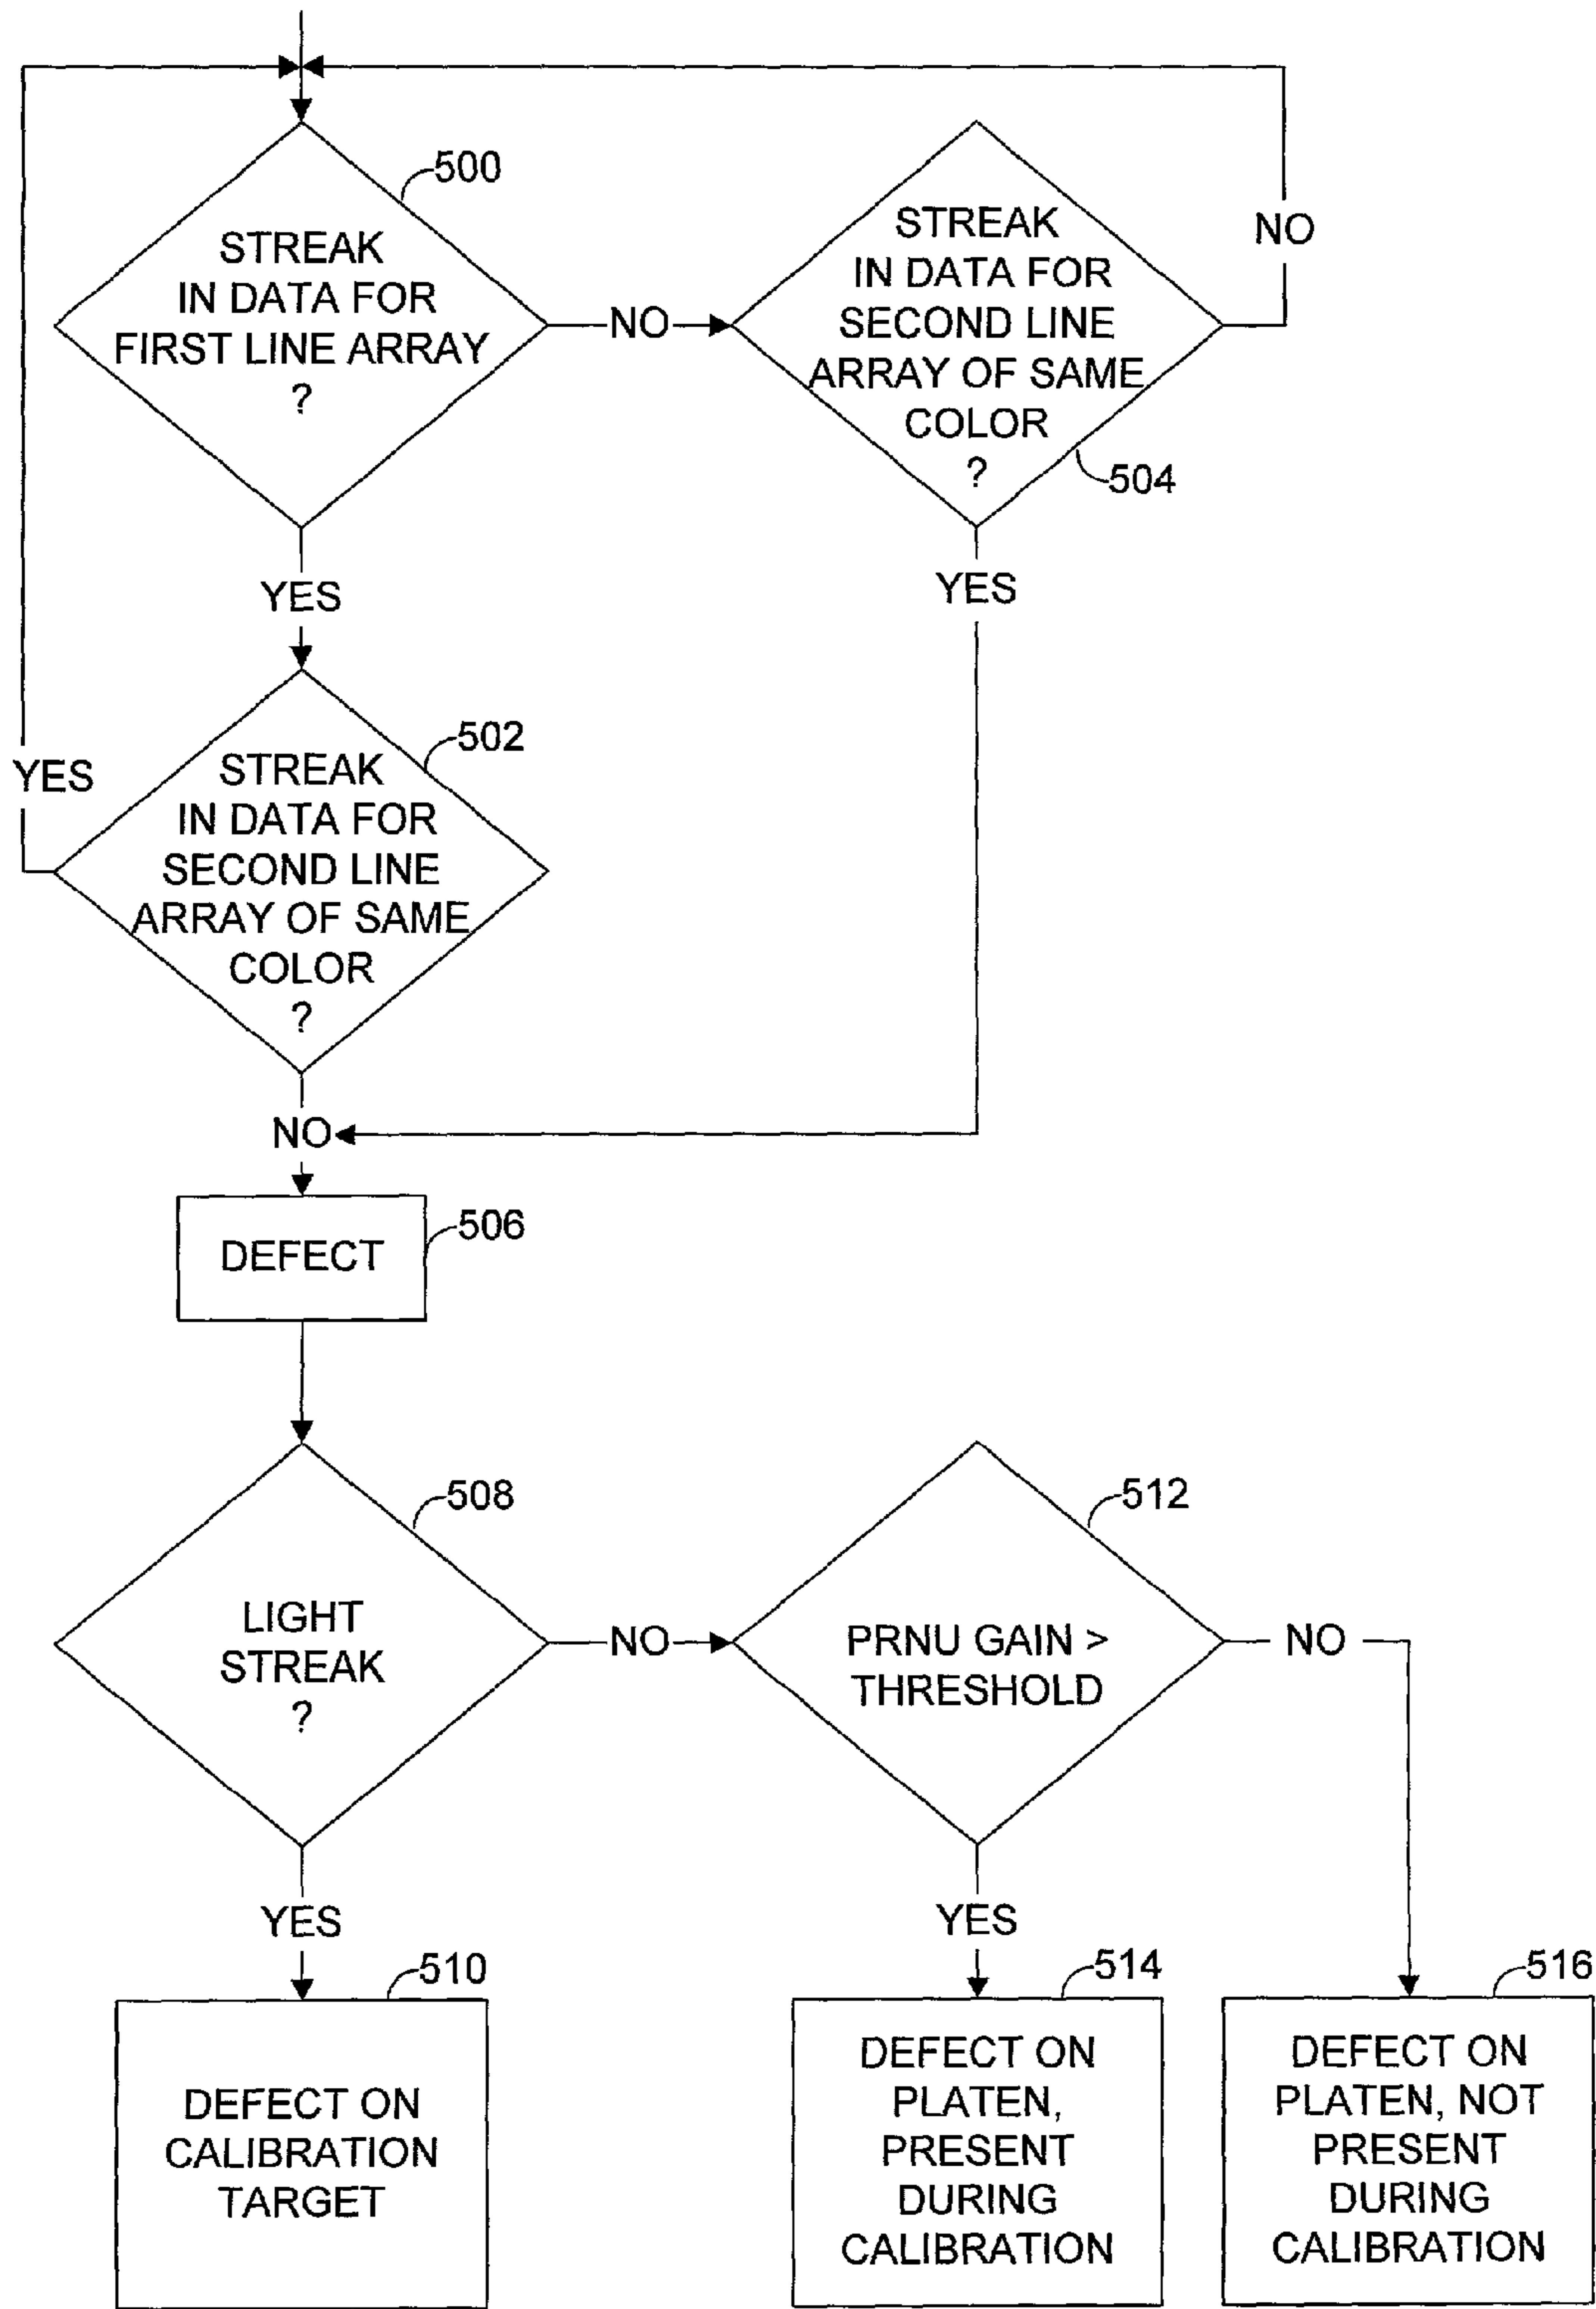 500
STREAK
IN DATA FOR
FIRST LINE ARRAY
?
NO
STREAK
IN DATA FOR
SECOND LINE
ARRAY OF SAME
COLOR
?
504
NO
YES
YES
502
STREAK
IN DATA FOR
SECOND LINE
ARRAY OF SAME
COLOR
?
YES
NO
506
DEFECT
508
LIGHT
STREAK
?
NO
512
PRNU GAIN >
THRESHOLD
NO
YES
YES
510
DEFECT ON
CALIBRATION
TARGET
514
DEFECT ON
PLATEN,
PRESENT
DURING
CALIBRATION
516
DEFECT ON
PLATEN, NOT
PRESENT
DURING
CALIBRATION